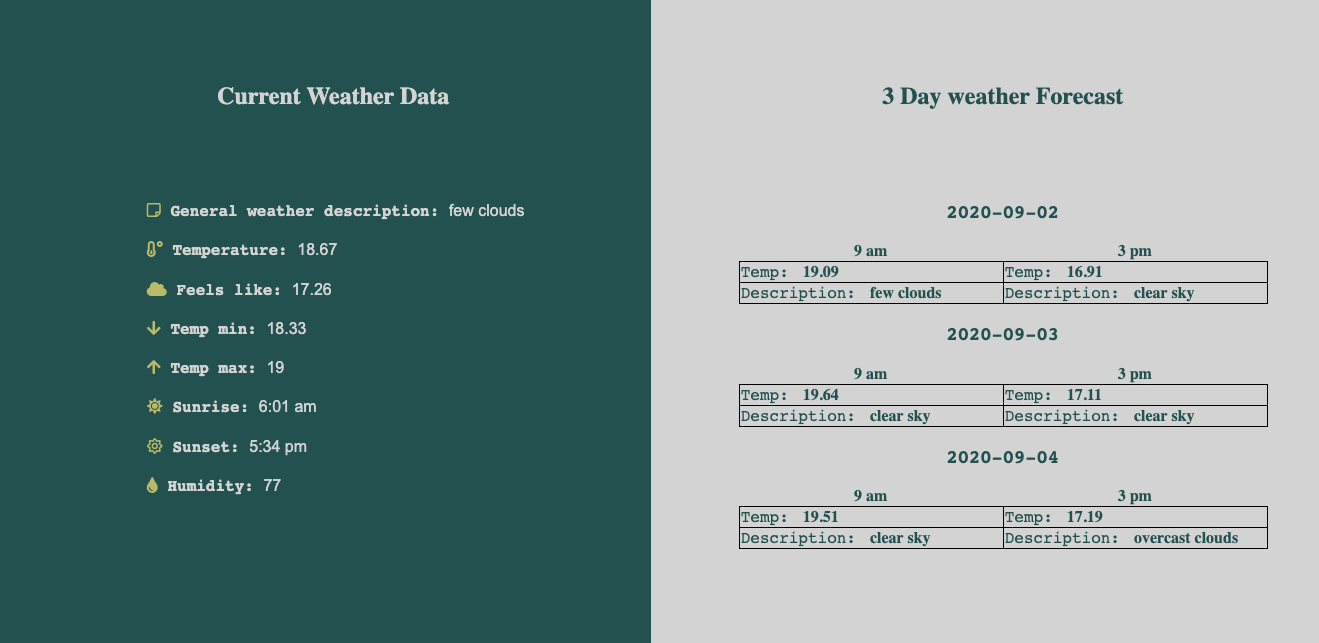 Current Weather Data
General weather description: few clouds
Temperature: 18.67
Feels like: 17.26
Temp min: 18.33
Temp max: 19
Sunrise: 6:01 am
Sunset: 5:34 pm
Humidity: 77
3 Day weather Forecast
2020-09-02
9 am 3 pm
Temp: 19.09 Temp: 16.91
Description: few clouds Description: clear sky
2020-09-03
9 am 3 pm
Temp: 19.64 Temp: 17.11
Description: clear sky Description: clear sky
2020-09-04
9 am 3 pm
Temp: 19.51 Temp: 17.19
Description: clear sky Description: overcast clouds